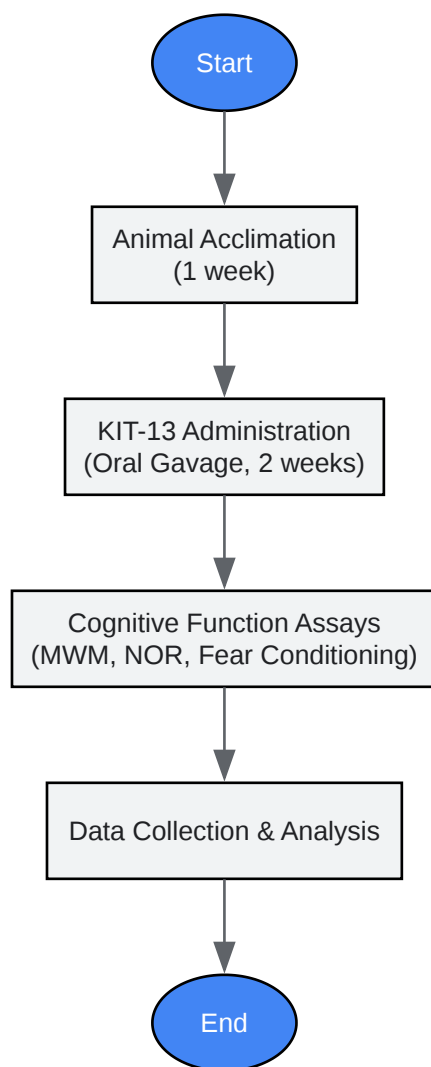 Start
Animal Acclimation
(1 week)
KIT-13 Administration
(Oral Gavage, 2 weeks)
Cognitive Function Assays
(MWM, NOR, Fear Conditioning)
Data Collection & Analysis
End